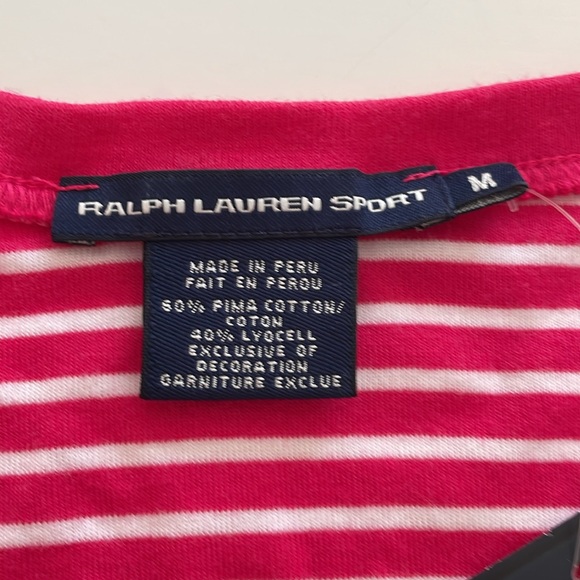 RALPH LAUREN SPORT
M
MADE IN PERU
FAIT EN PEROU
60% PIMA COTTON/
COTON
40% LYOCELL
EXCLUSIVE OF
DECORATION
GARNITURE EXCLUE